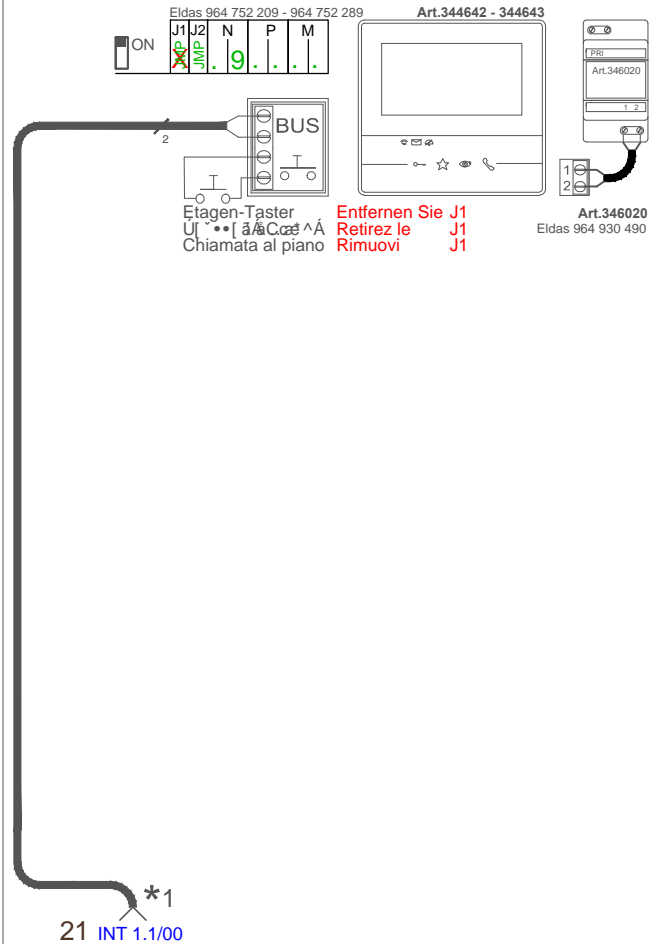 Eldas 964 752 209 - 964 752 289
Art.344642 - 344643
ON
J1 J2 N P M
JMP JMP . 9 . . . .
PRI
Art.346020
1 2
2
BUS
1
2
Etagen-Taster Entfernen Sie J1
Retirez le J1
Chiamata al piano Rimuovi J1
Art.346020
Eldas 964 930 490
*1
21 INT 1.1/00